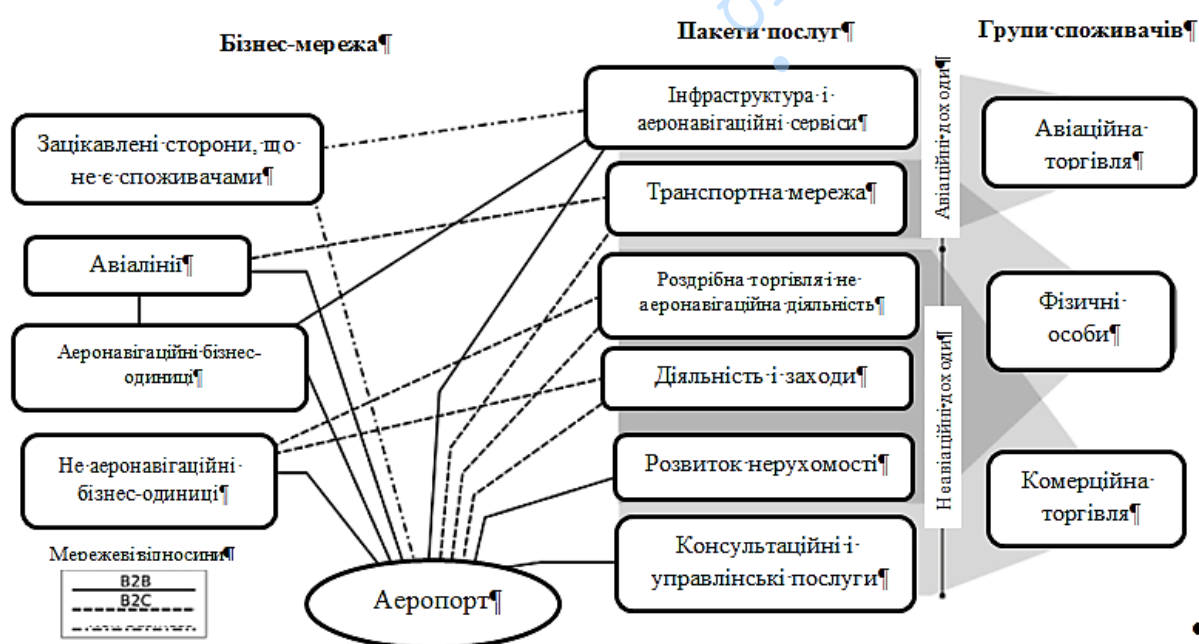 Бізнес-мережа¶
Пакети·послуг¶
Групи·споживачів¶
Зацікавлені·сторони,·що·
не·є·споживачами¶
Авіалінії¶
Аеронавігаційні·бізнес-
одиниці¶
Не·аеронавігаційні·
бізнес-одиниці¶
Мережеві·відносини¶
B2B
B2C
Аеропорт¶
Інфраструктура·і·
аеронавігаційні·сервіси¶
Транспортна·мережа¶
Роздрібна·торгівля·і·не·
аеронавігаційна·діяльність¶
Діяльність·і·заходи¶
Розвиток·нерухомості¶
Консультаційні·і·
управлінські·послуги¶
Авіаційні·доходи¶
Неавіаційні·доходи¶
Авіаційна·
торгівля¶
Фізичні·
особи¶
Комерційна·
торгівля¶